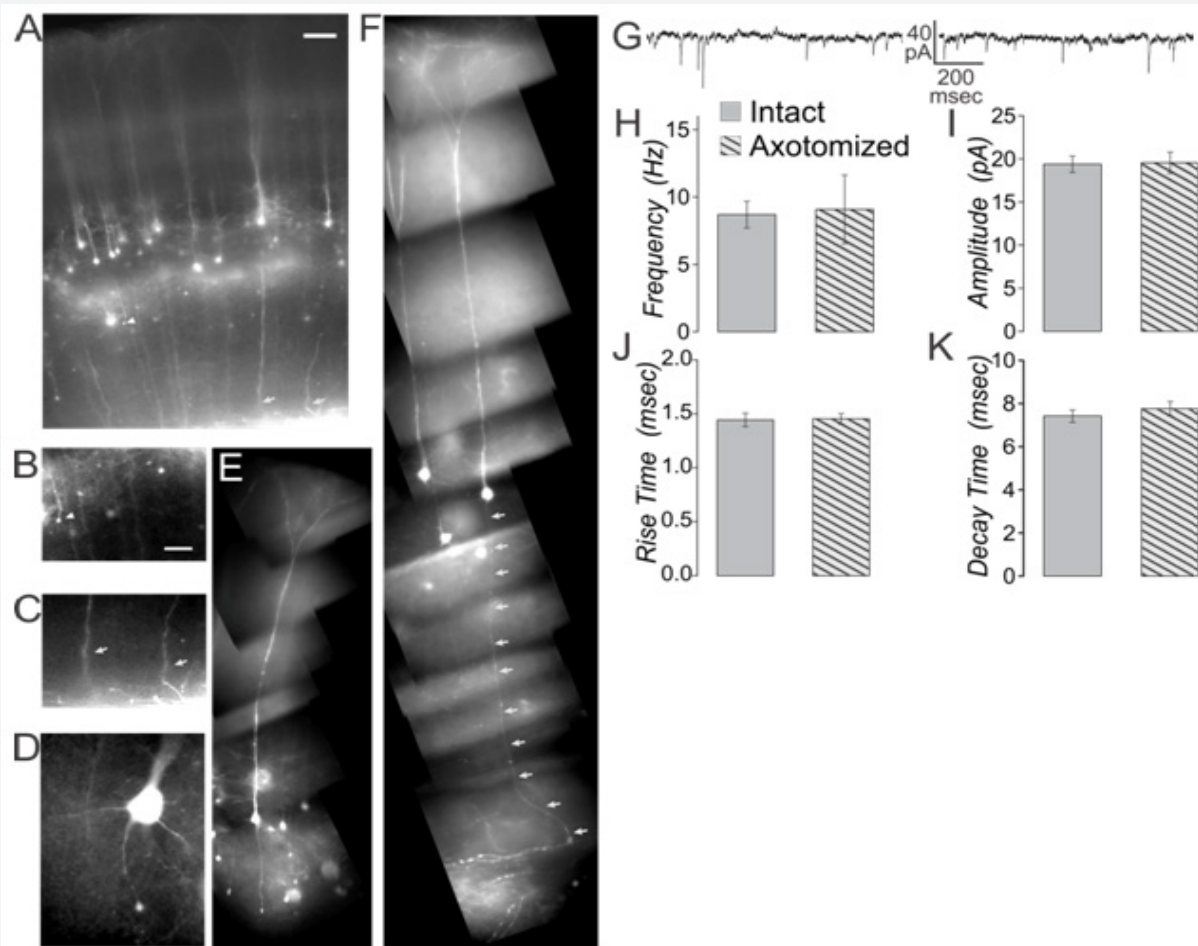 A
F
G
40
pA
200
msec
H
Intact
Axotomized
15
10
5
0
Frequency (Hz)
I
25
20
15
10
5
0
Amplitude (pA)
B
E
J
2.0
1.5
1.0
0.5
0.0
Rise Time (msec)
K
10
8
6
4
2
0
Decay Time (msec)
C
D